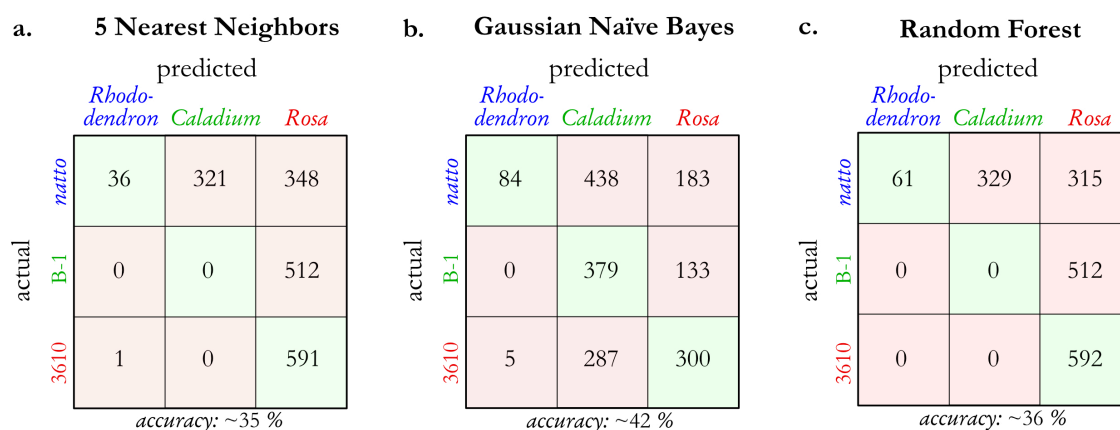 a. 5 Nearest Neighbors
predicted
Rhodo-
dendron Caladium Rosa
actual
natto 36 321 348
B-1 0 0 512
3610 1 0 591
accuracy: ~35 %
b. Gaussian Naïve Bayes
predicted
Rhodo-
dendron Caladium Rosa
actual
natto 84 438 183
B-1 0 379 133
3610 5 287 300
accuracy: ~42 %
c. Random Forest
predicted
Rhodo-
dendron Caladium Rosa
actual
natto 61 329 315
B-1 0 0 512
3610 0 0 592
accuracy: ~36 %